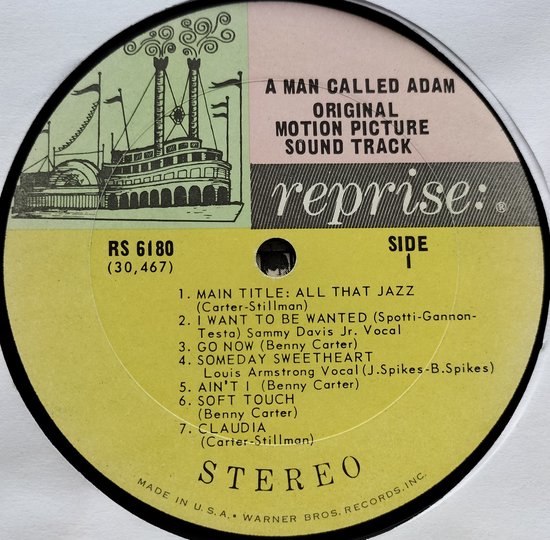 A MAN CALLED ADAM
ORIGINAL
MOTION PICTURE
SOUND TRACK
reprise: ®
RS 6180
(30,467)
SIDE
1
1. MAIN TITLE: ALL THAT JAZZ
(Carter-Stillman)
2. I WANT TO BE WANTED (Spotti-Gannon-
Testa) Sammy Davis Jr. Vocal
3. GO NOW (Benny Carter)
4. SOMEDAY SWEETHEART
Louis Armstrong Vocal (J.Spikes-B.Spikes)
5. AIN'T I (Benny Carter)
6. SOFT TOUCH
(Benny Carter)
7. CLAUDIA
(Carter-Stillman)
STEREO
MADE IN U.S.A. • WARNER BROS. RECORDS, INC.